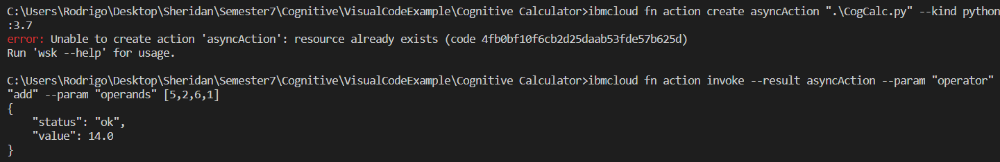 C:\Users\Rodrigo\Desktop\Sheridan\Semester7\Cognitive\VisualCodeExample\Cognitive Calculator>ibmcloud fn action create asyncAction ".\CogCalc.py" --kind python
:3.7
error: Unable to create action 'asyncAction': resource already exists (code 4fb0bf10f6cb2d25daab53fde57b625d)
Run 'wsk --help' for usage.
C:\Users\Rodrigo\Desktop\Sheridan\Semester7\Cognitive\VisualCodeExample\Cognitive Calculator>ibmcloud fn action invoke --result asyncAction --param "operator"
"add" --param "operands" [5,2,6,1]
{
    "status": "ok",
    "value": 14.0
}